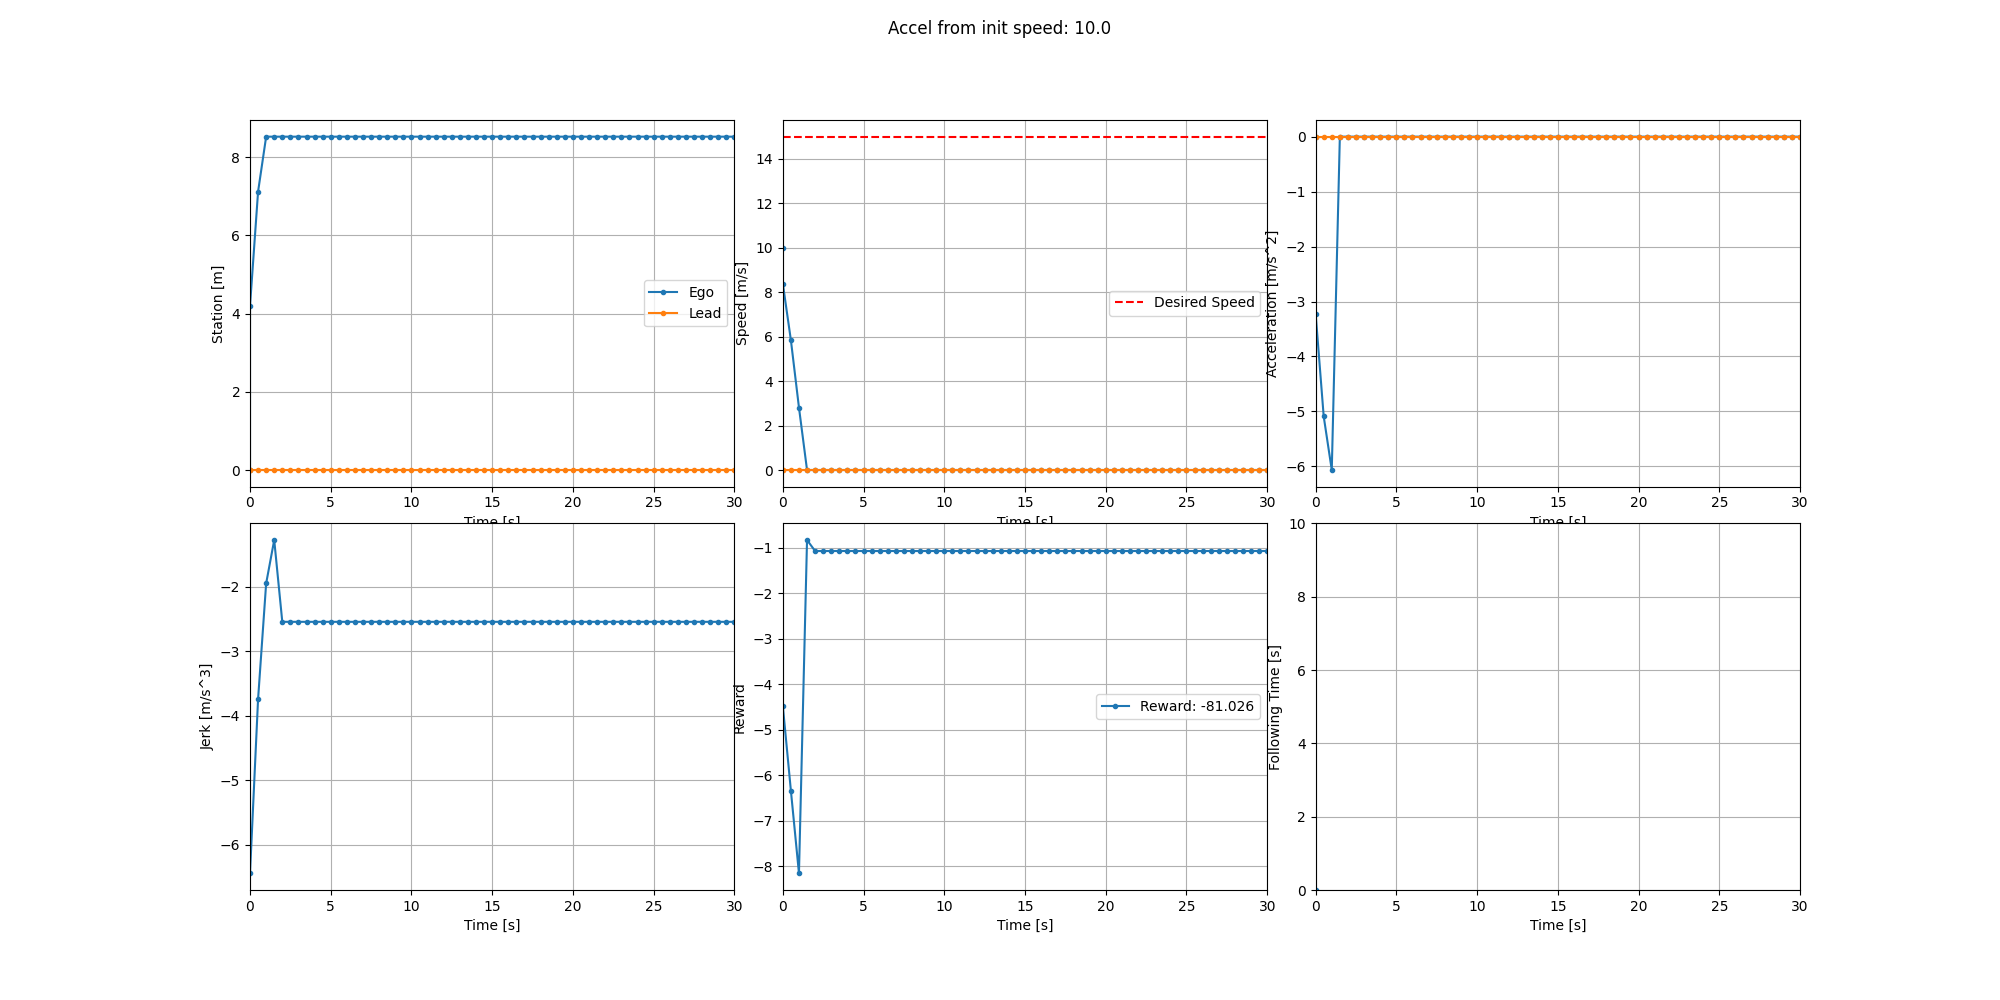 Accel from init speed: 10.0
Station [m]
8
6
4
2
0
Ego
Lead
0 5 10 15 20 25 30
Time [s]
Speed [m/s]
14
12
10
8
6
4
2
0
Desired Speed
0 5 10 15 20 25 30
Time [s]
Acceleration [m/s^2]
0
−1
−2
−3
−4
−5
−6
0 5 10 15 20 25 30
Time [s]
Jerk [m/s^3]
−2
−3
−4
−5
−6
0 5 10 15 20 25 30
Time [s]
Reward
−1
−2
−3
−4
−5
−6
−7
−8
Reward: -81.026
0 5 10 15 20 25 30
Time [s]
Following Time [s]
10
8
6
4
2
0
0 5 10 15 20 25 30
Time [s]